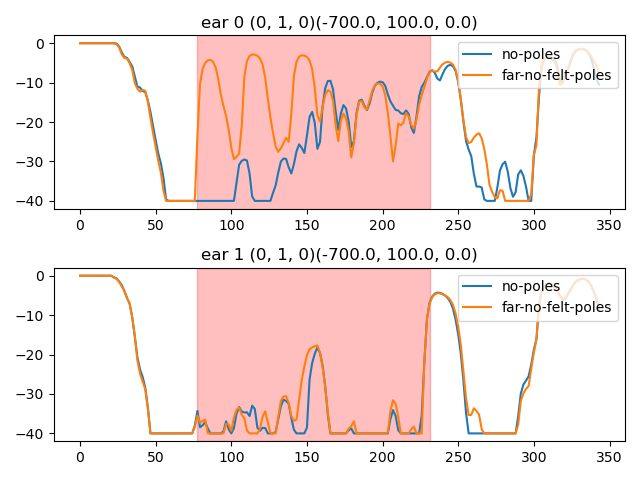 ear 0 (0, 1, 0)(-700.0, 100.0, 0.0)
0
−10
−20
−30
−40
no-poles
far-no-felt-poles
0 50 100 150 200 250 300 350
ear 1 (0, 1, 0)(-700.0, 100.0, 0.0)
0
−10
−20
−30
−40
no-poles
far-no-felt-poles
0 50 100 150 200 250 300 350